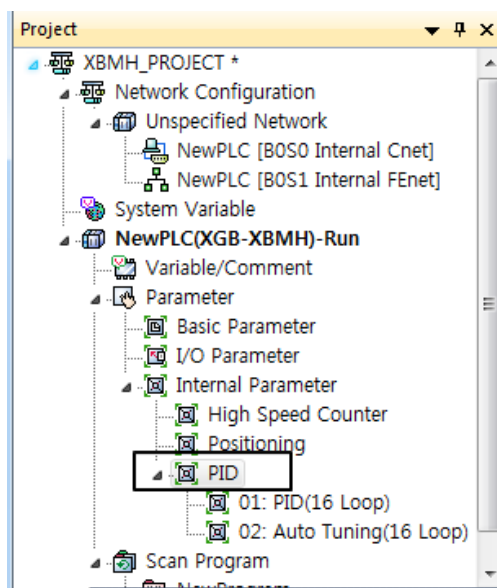 Project
XBMH_PROJECT *
Network Configuration
Unspecified Network
NewPLC [B0S0 Internal Cnet]
NewPLC [B0S1 Internal FEnet]
System Variable
NewPLC(XGB-XBMH)-Run
Variable/Comment
Parameter
Basic Parameter
I/O Parameter
Internal Parameter
High Speed Counter
Positioning
PID
01: PID(16 Loop)
02: Auto Tuning(16 Loop)
Scan Program
NewProgram